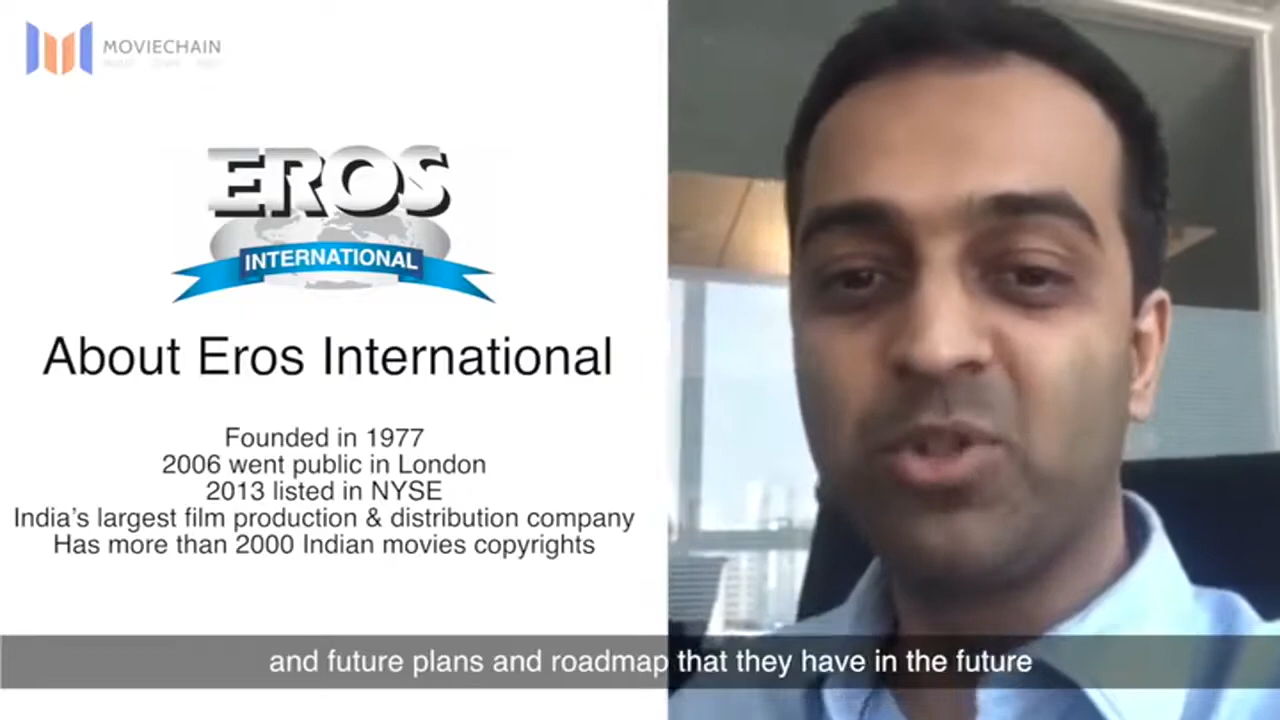 MOVIECHAIN
EROS
INTERNATIONAL
About Eros International
Founded in 1977
2006 went public in London
2013 listed in NYSE
India's largest film production & distribution company
Has more than 2000 Indian movies copyrights
and future plans and roadmap that they have in the future